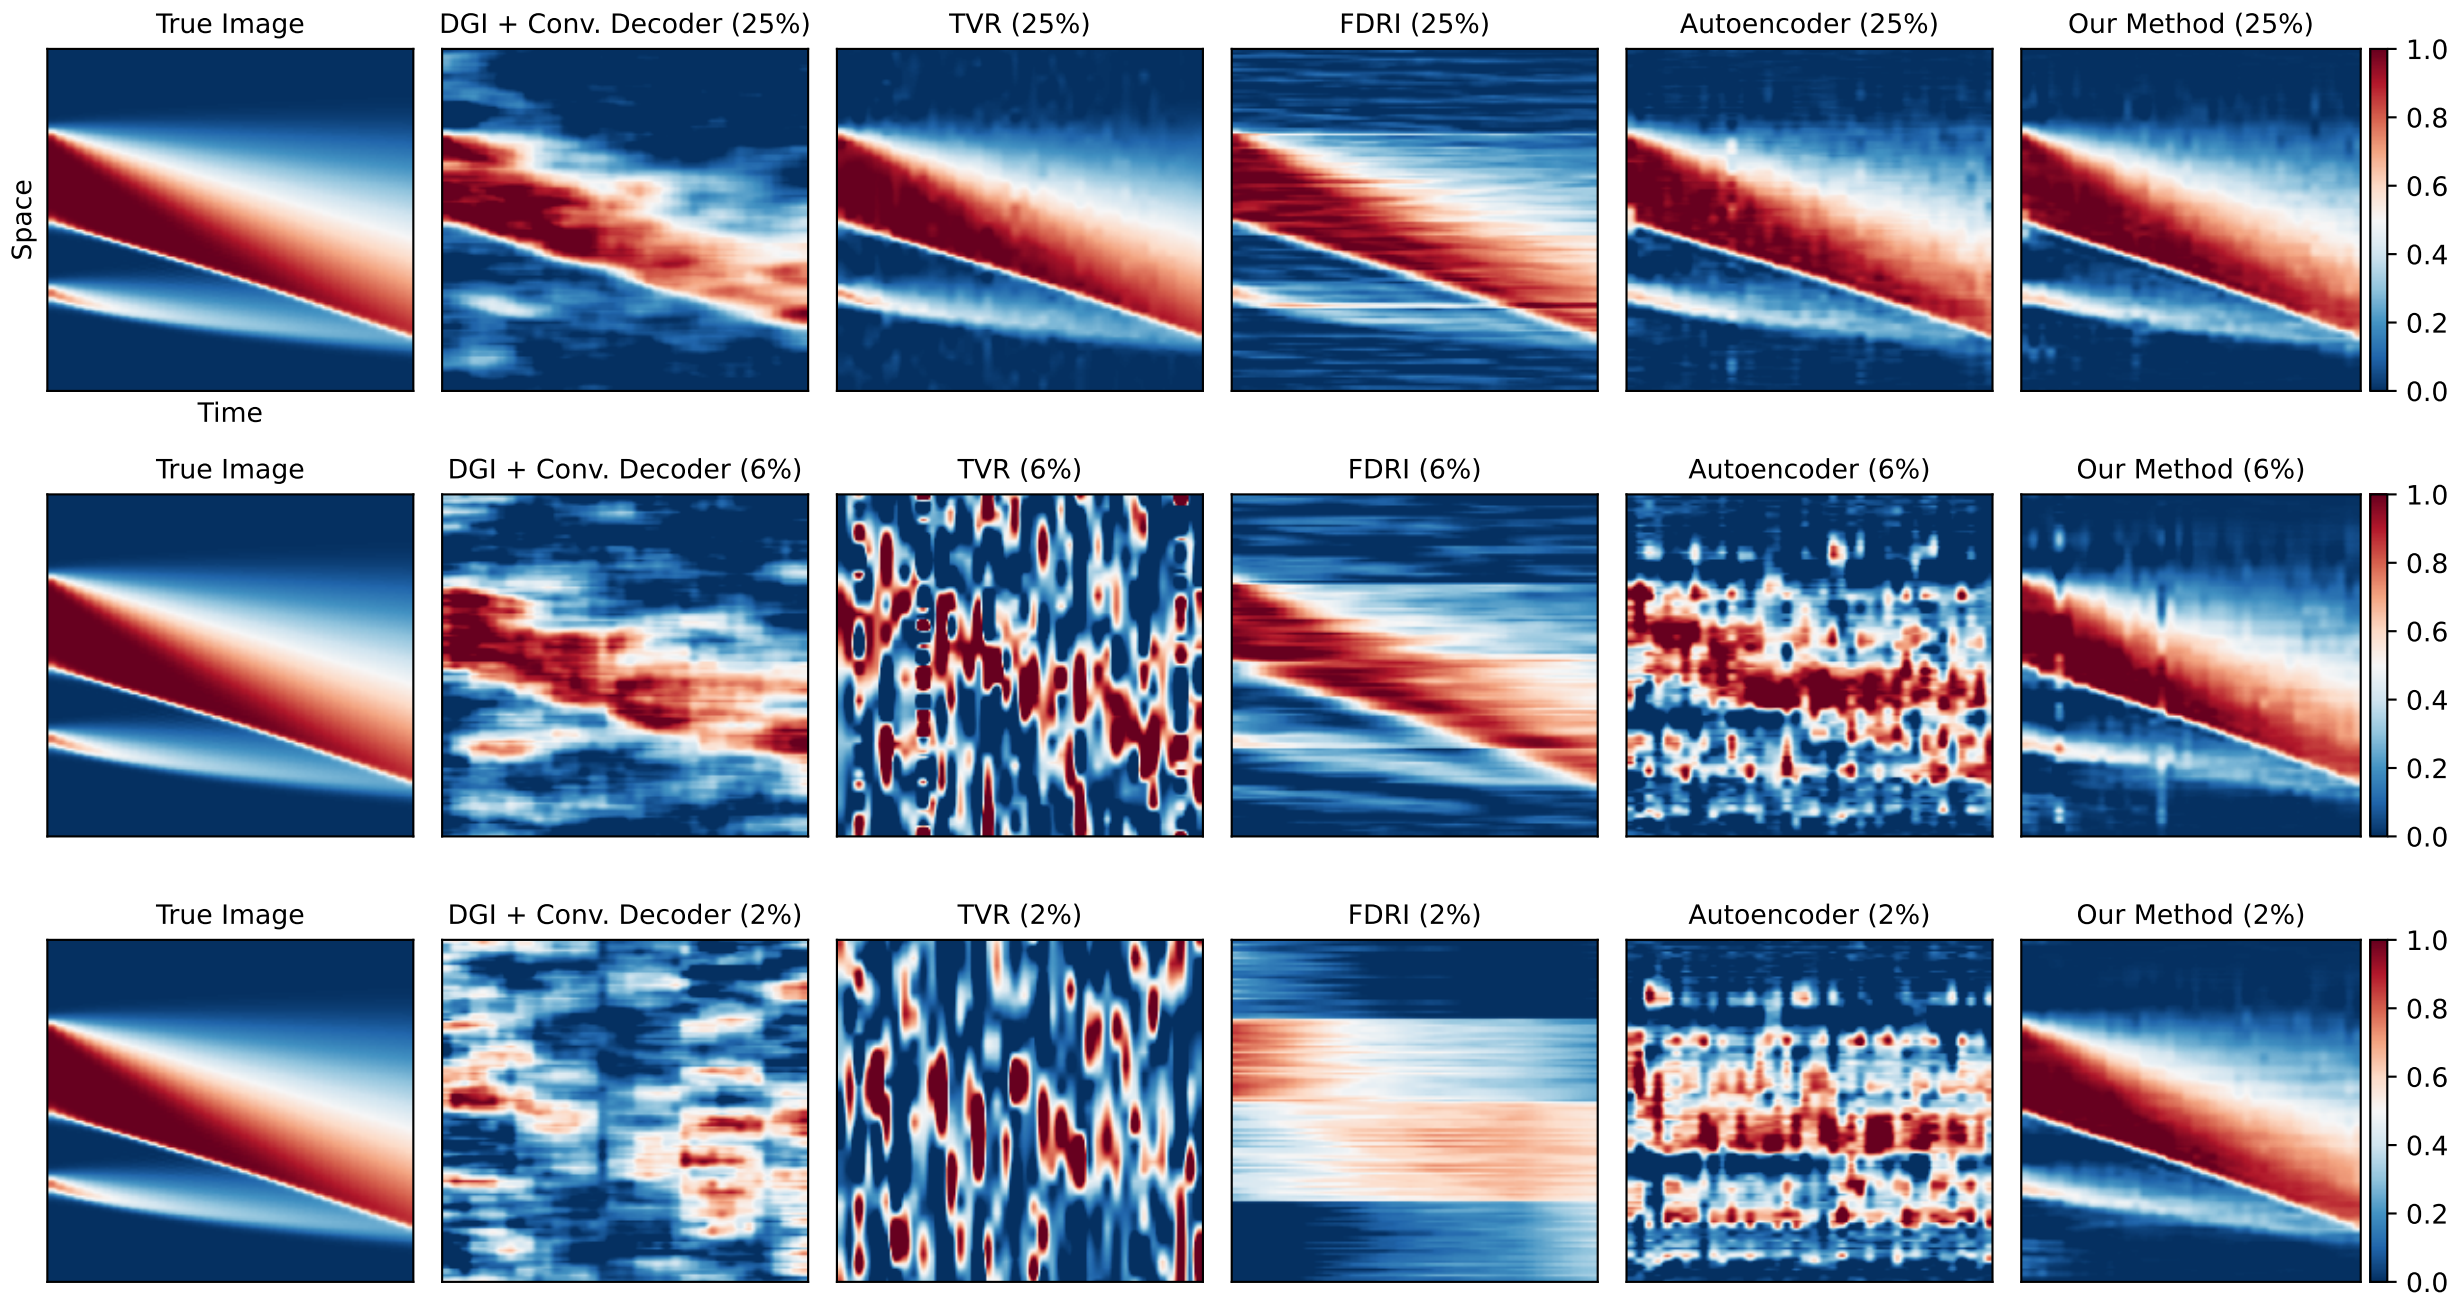 True Image
DGI + Conv. Decoder (25%)
TVR (25%)
FDRI (25%)
Autoencoder (25%)
Our Method (25%)
Space
Time
1.0
0.8
0.6
0.4
0.2
0.0
True Image
DGI + Conv. Decoder (6%)
TVR (6%)
FDRI (6%)
Autoencoder (6%)
Our Method (6%)
1.0
0.8
0.6
0.4
0.2
0.0
True Image
DGI + Conv. Decoder (2%)
TVR (2%)
FDRI (2%)
Autoencoder (2%)
Our Method (2%)
1.0
0.8
0.6
0.4
0.2
0.0